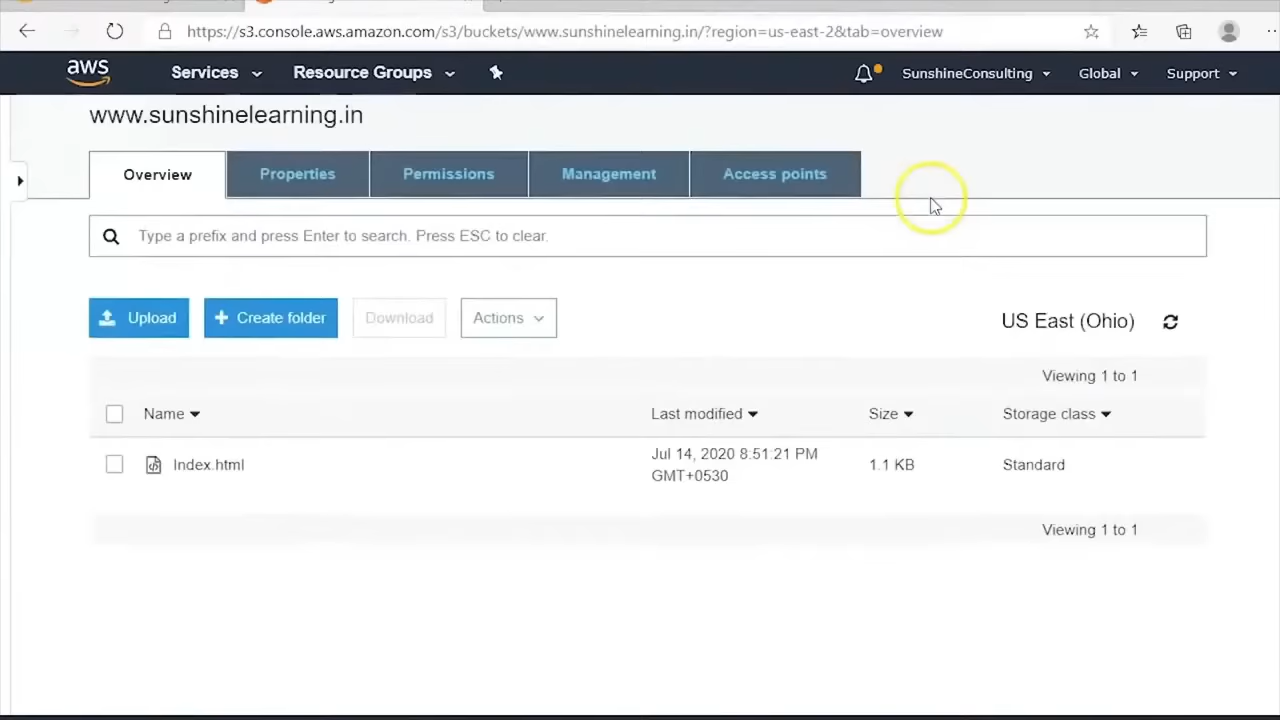 https://s3.console.aws.amazon.com/s3/buckets/www.sunshinelearning.in/?region=us-east-2&tab=overview
aws Services Resource Groups SunshineConsulting Global Support
www.sunshinelearning.in
Overview Properties Permissions Management Access points
Type a prefix and press Enter to search. Press ESC to clear.
Upload Create folder Download Actions US East (Ohio)
Viewing 1 to 1
Name Last modified Size Storage class
Index.html Jul 14, 2020 8:51:21 PM 1.1 KB Standard
GMT+0530
Viewing 1 to 1